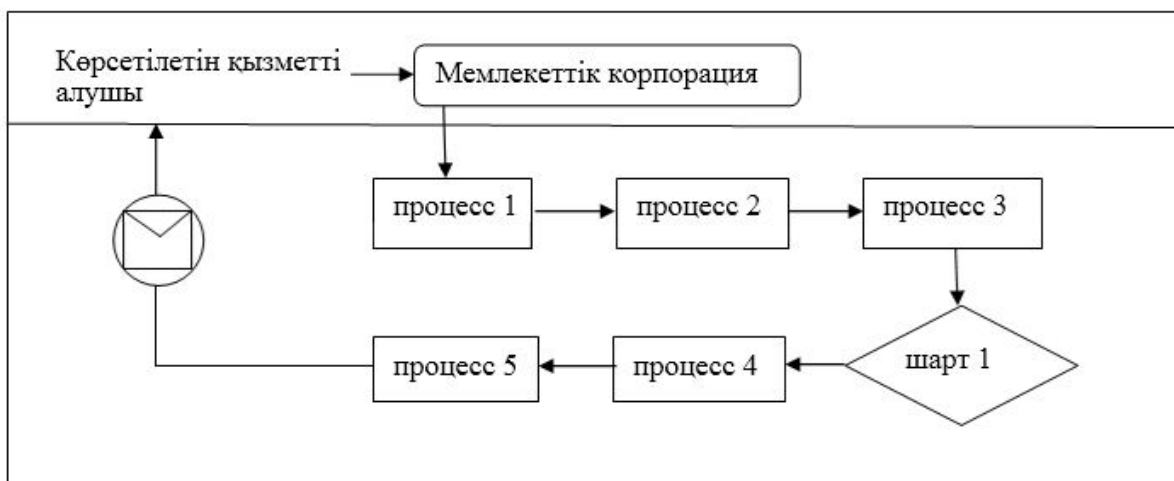 Көрсетілетін қызметті
алушы
Мемлекеттік корпорация
процесс 1
процесс 2
процесс 3
процесс 5
процесс 4
шарт 1